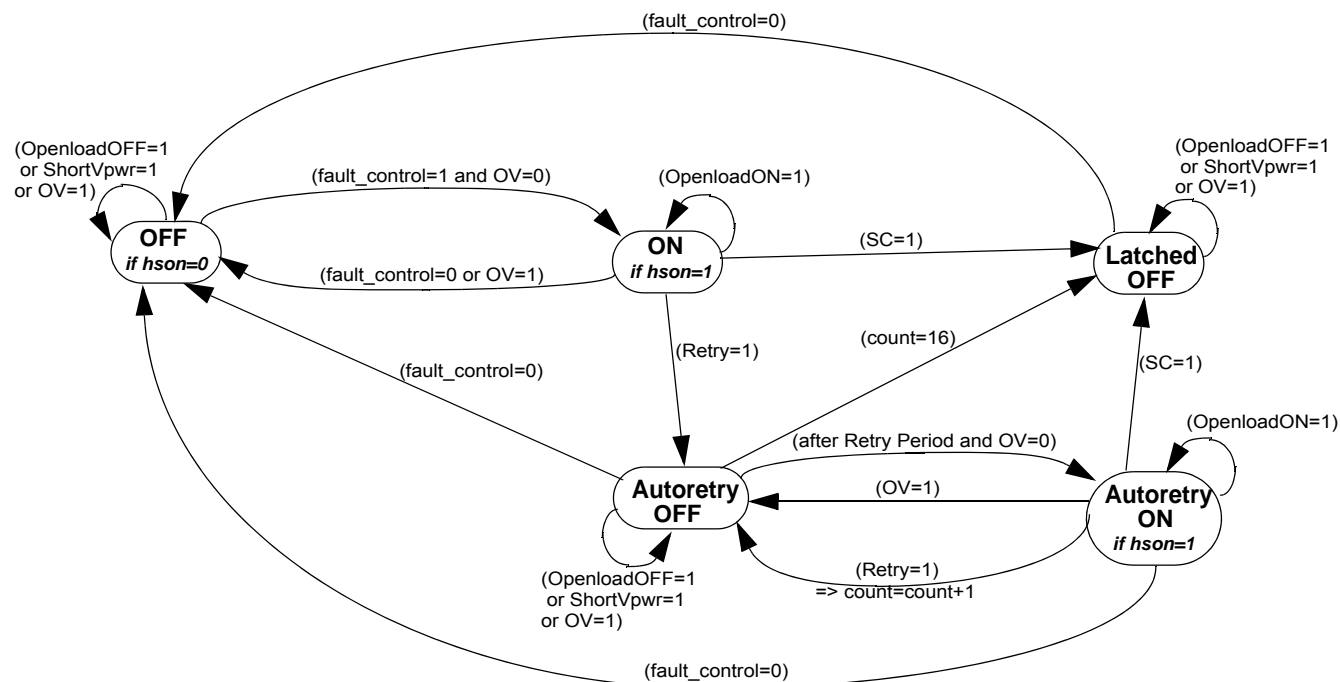 (fault_control=0)
(OpenloadOFF=1
or ShortVpwr=1
or OV=1)
(fault_control=1 and OV=0)
(OpenloadON=1)
(OpenloadOFF=1
or ShortVpwr=1
or OV=1)
OFF
if hson=0
ON
if hson=1
(SC=1)
Latched
OFF
(fault_control=0 or OV=1)
(Retry=1)
(count=16)
(SC=1)
(fault_control=0)
(after Retry Period and OV=0)
(OpenloadON=1)
Autoretry
OFF
(OV=1)
Autoretry
ON
if hson=1
(Retry=1)
=> count=count+1
(OpenloadOFF=1
or ShortVpwr=1
or OV=1)
(fault_control=0)